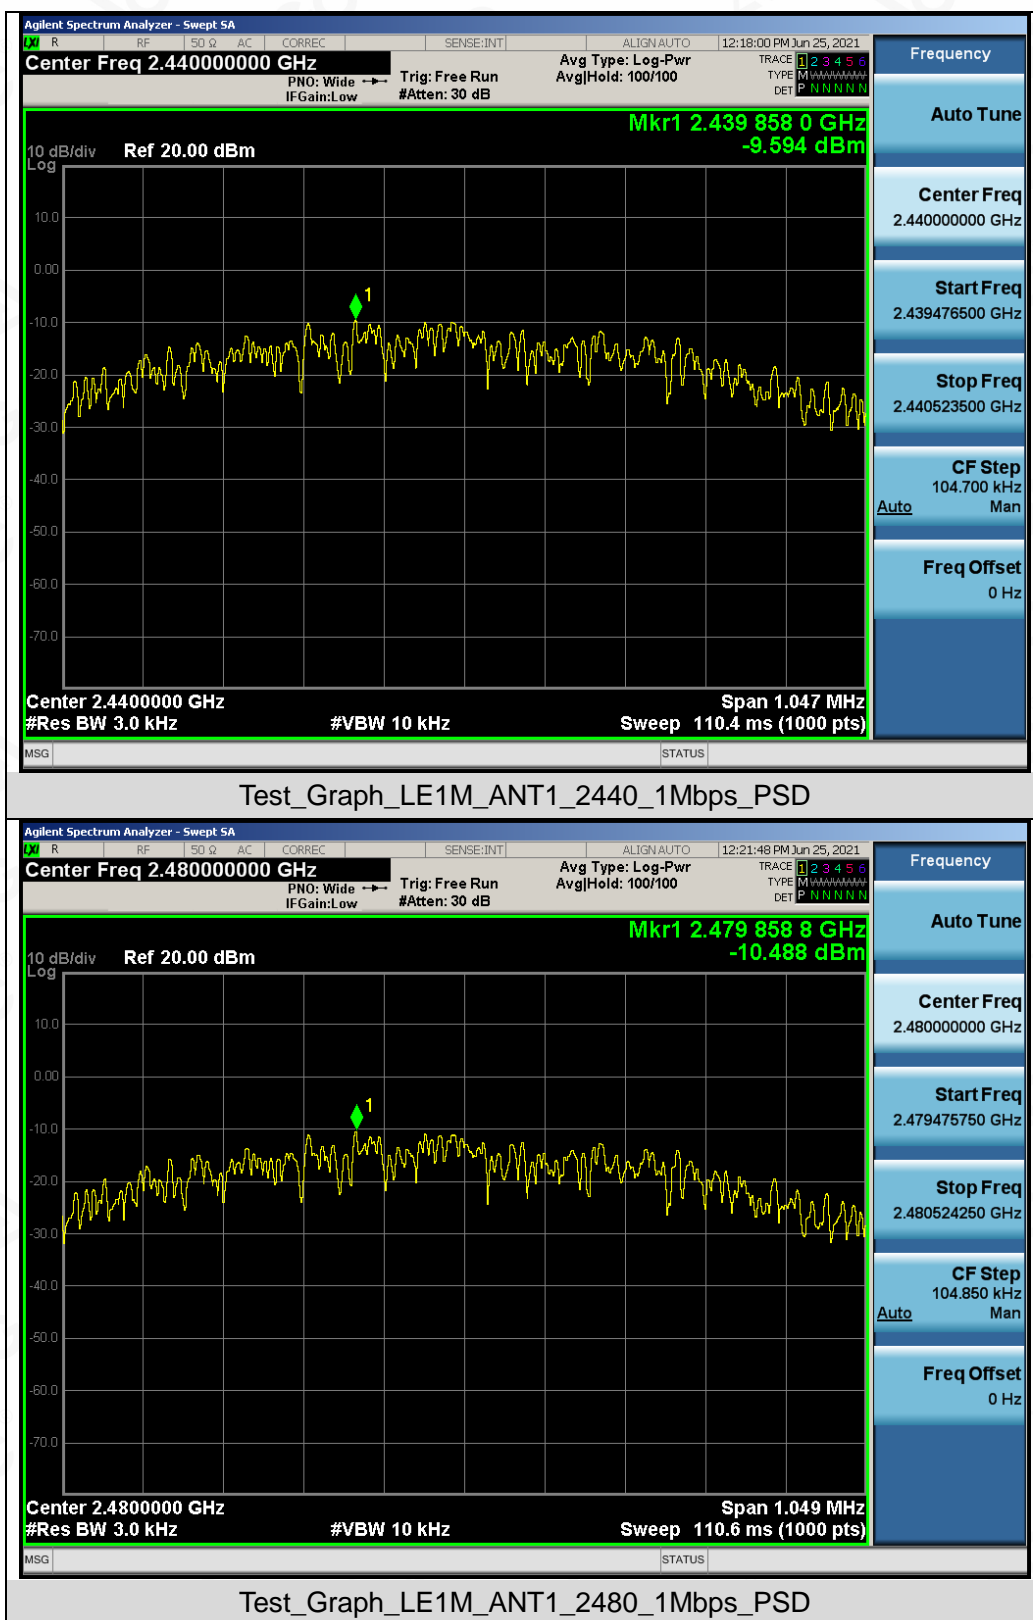 Agilent Spectrum Analyzer - Swept SA
LXI R RF 50 Ω AC CORREC SENSE:INT ALIGN AUTO 12:18:00 PM Jun 25, 2021
Center Freq 2.440000000 GHz
PNO: Wide
IFGain:Low
Trig: Free Run
#Atten: 30 dB
Avg Type: Log-Pwr
Avg|Hold: 100/100
TRACE 1 2 3 4 5 6
TYPE M
DET P N N N N N
Mkr1 2.439 858 0 GHz
-9.594 dBm
10 dB/div Ref 20.00 dBm
Log
10.0
0.00
-10.0
1
-20.0
-30.0
-40.0
-50.0
-60.0
-70.0
Center 2.4400000 GHz Span 1.047 MHz
#Res BW 3.0 kHz #VBW 10 kHz Sweep 110.4 ms (1000 pts)
MSG STATUS
Frequency
Auto Tune
Center Freq
2.440000000 GHz
Start Freq
2.439476500 GHz
Stop Freq
2.440523500 GHz
CF Step
104.700 kHz
Auto Man
Freq Offset
0 Hz
Test_Graph_LE1M_ANT1_2440_1Mbps_PSD
Agilent Spectrum Analyzer - Swept SA
LXI R RF 50 Ω AC CORREC SENSE:INT ALIGN AUTO 12:21:48 PM Jun 25, 2021
Center Freq 2.480000000 GHz
PNO: Wide
IFGain:Low
Trig: Free Run
#Atten: 30 dB
Avg Type: Log-Pwr
Avg|Hold: 100/100
TRACE 1 2 3 4 5 6
TYPE M
DET P N N N N N
Mkr1 2.479 858 8 GHz
-10.488 dBm
10 dB/div Ref 20.00 dBm
Log
10.0
0.00
1
-10.0
-20.0
-30.0
-40.0
-50.0
-60.0
-70.0
Center 2.4800000 GHz Span 1.049 MHz
#Res BW 3.0 kHz #VBW 10 kHz Sweep 110.6 ms (1000 pts)
MSG STATUS
Frequency
Auto Tune
Center Freq
2.480000000 GHz
Start Freq
2.479475750 GHz
Stop Freq
2.480524250 GHz
CF Step
104.850 kHz
Auto Man
Freq Offset
0 Hz
Test_Graph_LE1M_ANT1_2480_1Mbps_PSD